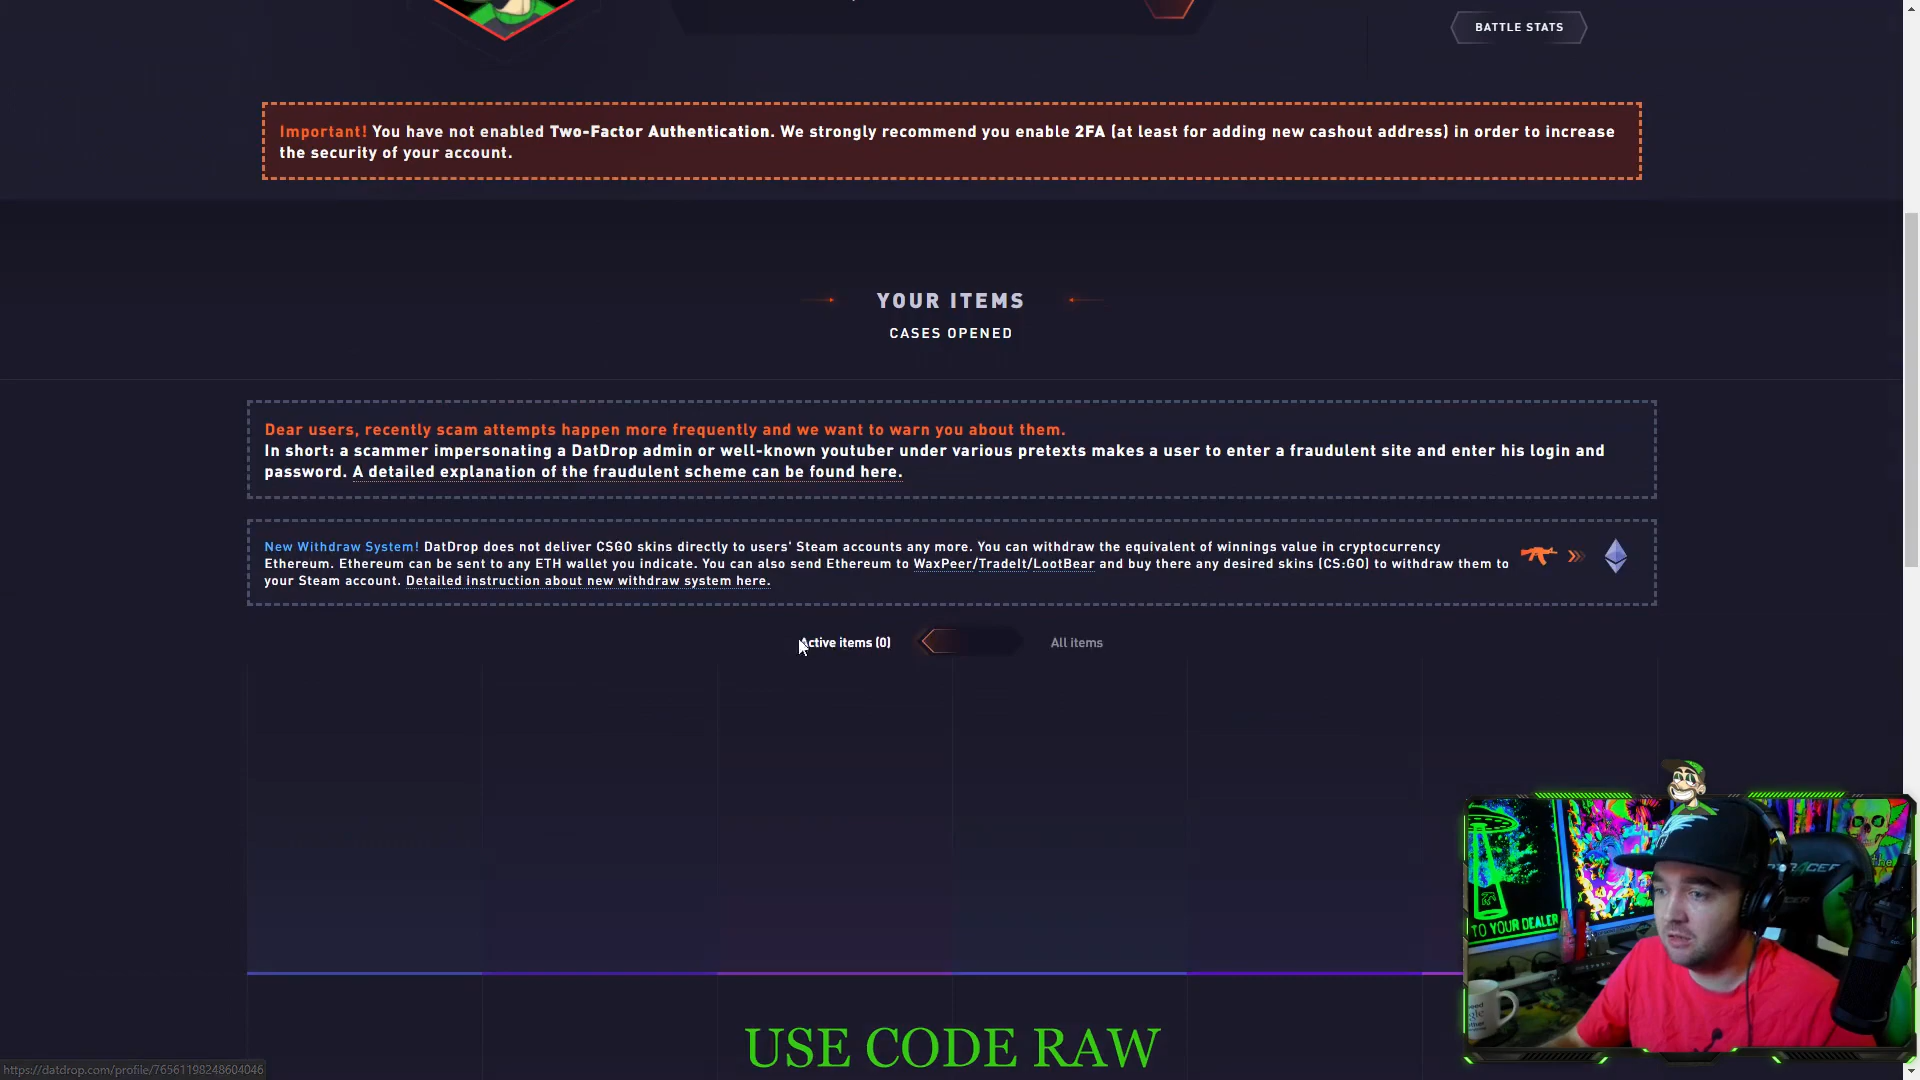 BATTLE STATS
Important! You have not enabled Two-Factor Authentication. We strongly recommend you enable 2FA (at least for adding new cashout address) in order to increase
the security of your account.
YOUR ITEMS
CASES OPENED
Dear users, recently scam attempts happen more frequently and we want to warn you about them.
In short: a scammer impersonating a DatDrop admin or well-known youtuber under various pretexts makes a user to enter a fraudulent site and enter his login and
password. A detailed explanation of the fraudulent scheme can be found here.
New Withdraw System! DatDrop does not deliver CSGO skins directly to users' Steam accounts any more. You can withdraw the equivalent of winnings value in cryptocurrency
Ethereum. Ethereum can be sent to any ETH wallet you indicate. You can also send Ethereum to WaxPeer/TradeIt/LootBear and buy there any desired skins (CS:GO) to withdraw them to
your Steam account. Detailed instruction about new withdraw system here.
Active items (0)
All items
TO YOUR DEALER
USE CODE RAW
https://datdrop.com/profile/76561198248604046